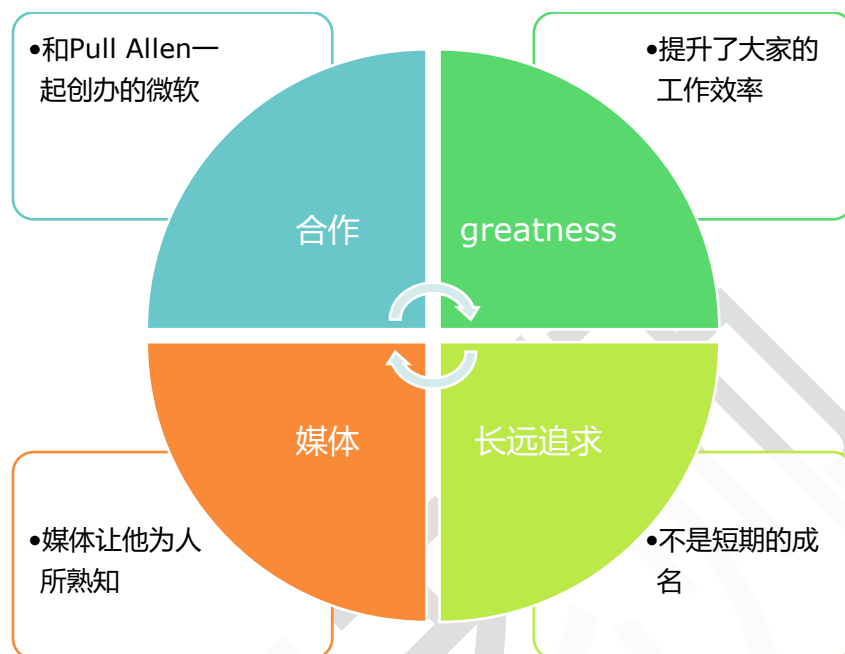 •和Pull Allen一
起创办的微软
•提升了大家的
工作效率
合作
greatness
媒体
长远追求
•媒体让他为人
所熟知
•不是短期的成
名